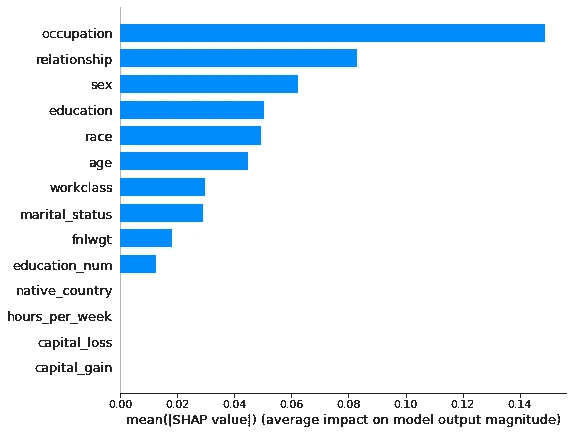 occupation
relationship
sex
education
race
age
workclass
marital_status
fnlwgt
education_num
native_country
hours_per_week
capital_loss
capital_gain
0.00 0.02 0.04 0.06 0.08 0.10 0.12 0.14
mean(|SHAP value|) (average impact on model output magnitude)